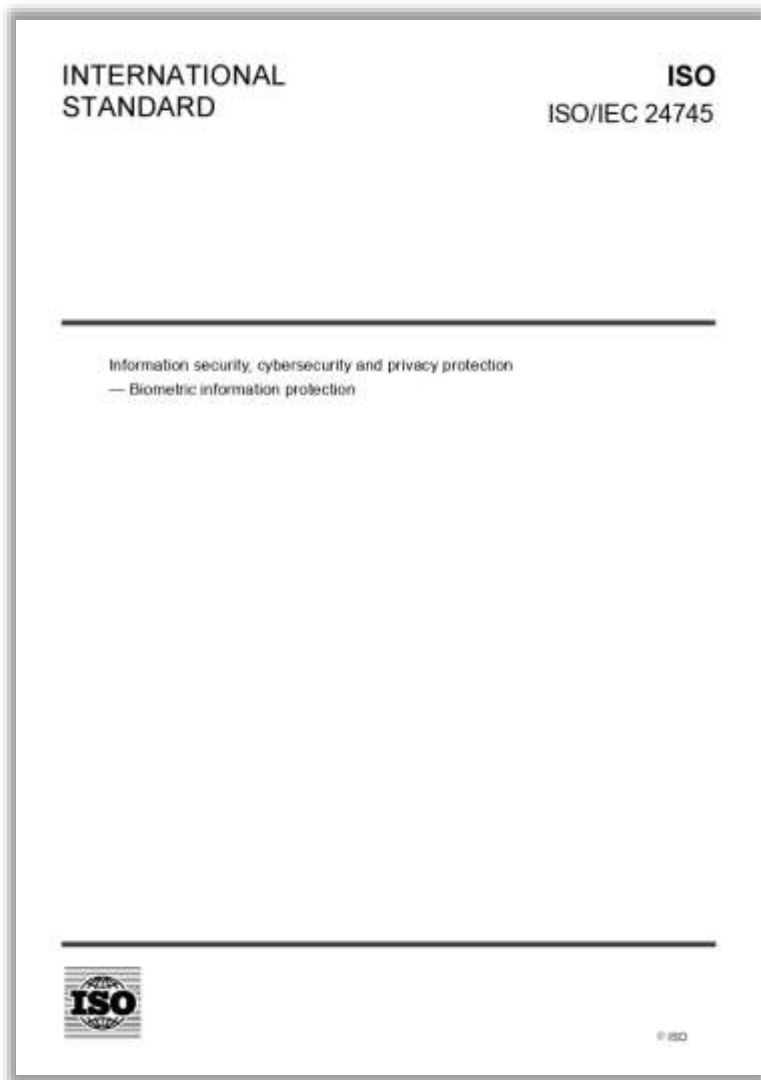 INTERNATIONAL
STANDARD
ISO
ISO/IEC 24745
Information security, cybersecurity and privacy protection
— Biometric information protection
ISO
© ISO